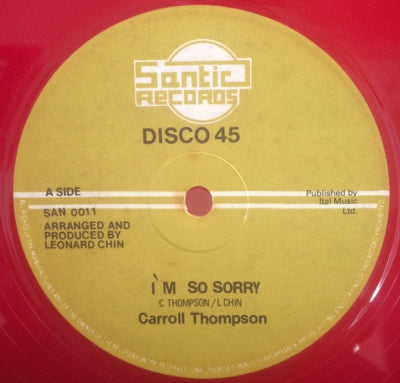 Santic
RECORDS
DISCO 45
A SIDE
SAN 0011
ARRANGED AND
PRODUCED BY
LEONARD CHIN
Published by
Ital Music
Ltd.
I`M SO SORRY
C THOMPSON / L CHIN
Carroll Thompson